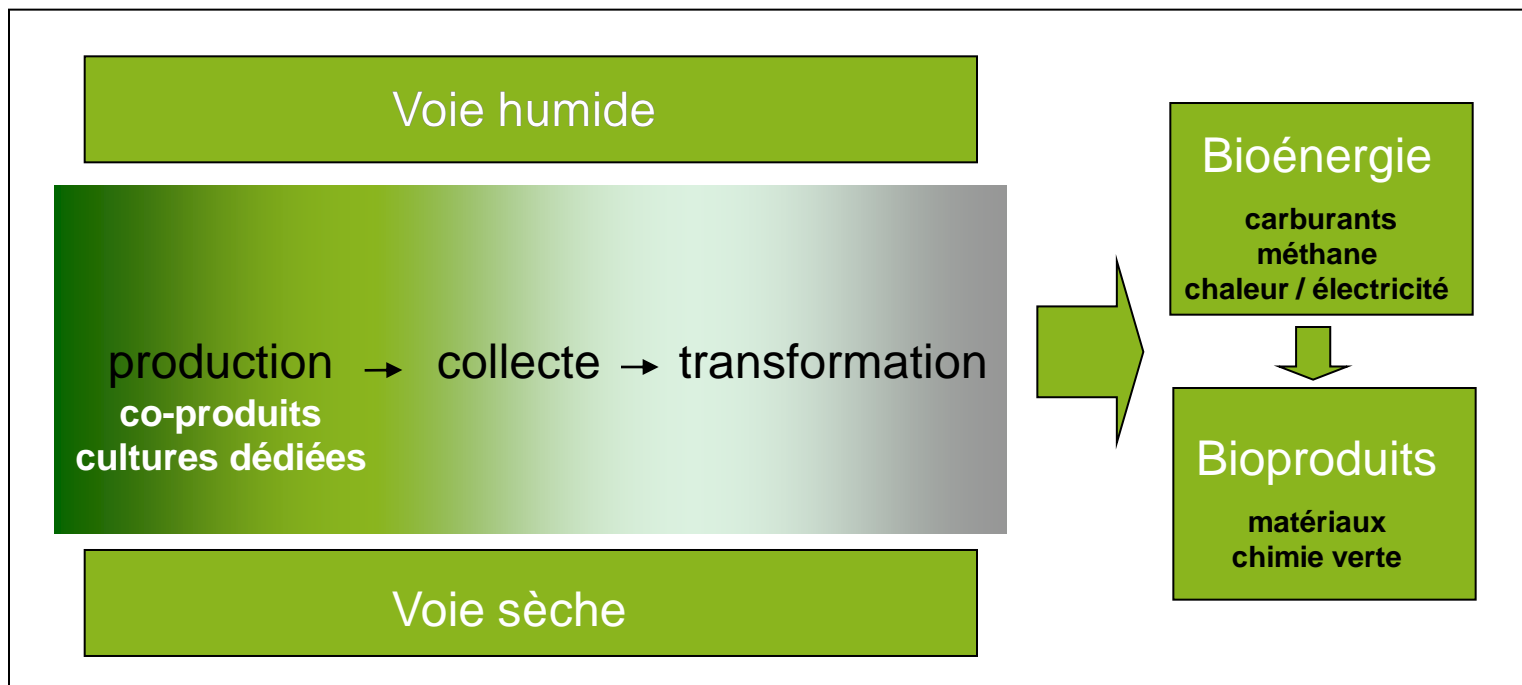 Voie humide
production → collecte → transformation
co-produits
cultures dédiées
Voie sèche
Bioénergie
carburants
méthane
chaleur / électricité
Bioproduits
matériaux
chimie verte